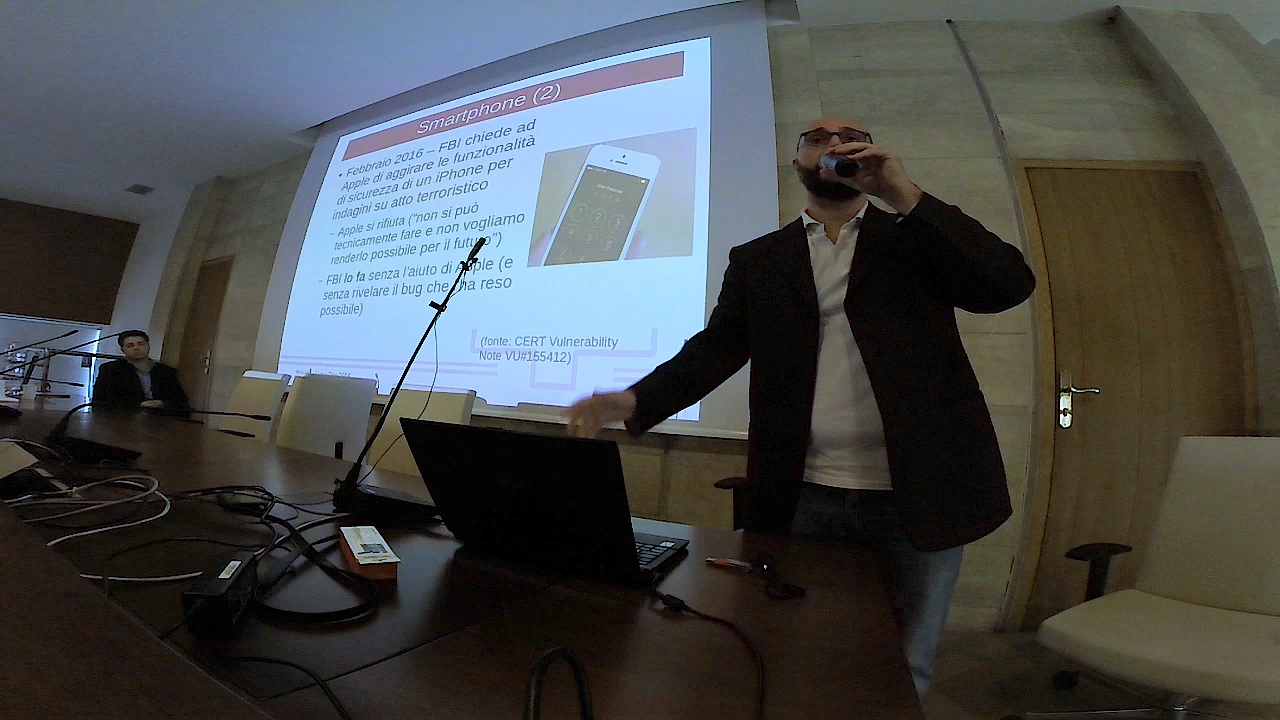 Smartphone (2)
• Febbraio 2016 – FBI chiede ad
Apple di aggirare le funzionalità
di sicurezza di un iPhone per
indagini su atto terroristico
– Apple si rifiuta ("non si può
tecnicamente fare e non vogliamo
renderlo possibile per il futuro")
– FBI lo fa senza l'aiuto di Apple (e
senza rivelare il bug che ha reso
possibile)
(fonte: CERT Vulnerability
Note VU#155412)